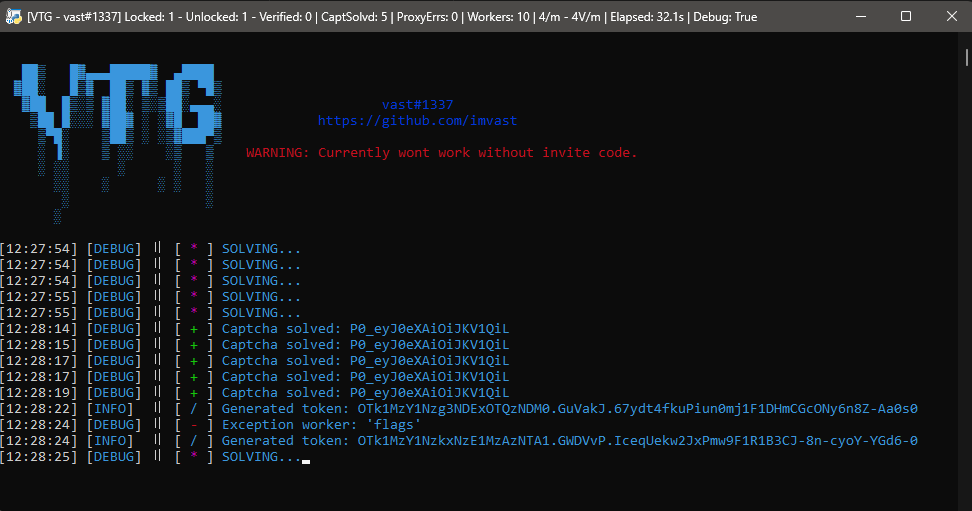 [VTG - vast#1337] Locked: 1 - Unlocked: 1 - Verified: 0 | CaptSolvd: 5 | ProxyErrs: 0 | Workers: 10 | 4/m - 4V/m | Elapsed: 32.1s | Debug: True
VTG
vast#1337
https://github.com/imvast
WARNING: Currently wont work without invite code.
[12:27:54] [DEBUG] || [ * ] SOLVING...
[12:27:54] [DEBUG] || [ * ] SOLVING...
[12:27:54] [DEBUG] || [ * ] SOLVING...
[12:27:55] [DEBUG] || [ * ] SOLVING...
[12:27:55] [DEBUG] || [ * ] SOLVING...
[12:28:14] [DEBUG] || [ + ] Captcha solved: P0_eyJ0eXAiOiJKV1QiL
[12:28:15] [DEBUG] || [ + ] Captcha solved: P0_eyJ0eXAiOiJKV1QiL
[12:28:17] [DEBUG] || [ + ] Captcha solved: P0_eyJ0eXAiOiJKV1QiL
[12:28:17] [DEBUG] || [ + ] Captcha solved: P0_eyJ0eXAiOiJKV1QiL
[12:28:19] [DEBUG] || [ + ] Captcha solved: P0_eyJ0eXAiOiJKV1QiL
[12:28:22] [INFO] || [ / ] Generated token: OTk1MzY1Nzg3NDExOTQzNDM0.GuVakJ.67ydt4fkuPiun0mj1F1DHmCGcONy6n8Z-Aa0s0
[12:28:24] [DEBUG] || [ - ] Exception worker: 'flags'
[12:28:24] [INFO] || [ / ] Generated token: OTk1MzY1NzkxNzE1MzAzNTA1.GWDVvP.IceqUekw2JxPmw9F1R1B3CJ-8n-cyoY-YGd6-0
[12:28:25] [DEBUG] || [ * ] SOLVING...